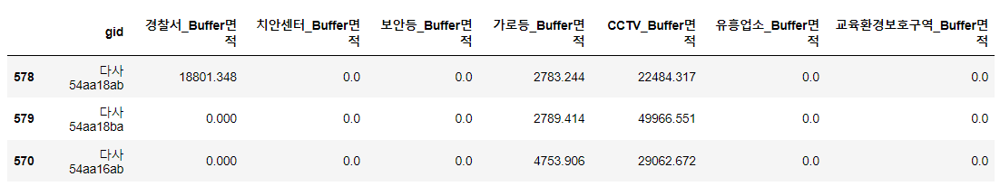 gid 경찰서_Buffer면적 치안센터_Buffer면적 보안등_Buffer면적 가로등_Buffer면적 CCTV_Buffer면적 유흥업소_Buffer면적 교육환경보호구역_Buffer면적
578 다사 54aa18ab 18801.348 0.0 0.0 2783.244 22484.317 0.0 0.0
579 다사 54aa18ba 0.000 0.0 0.0 2789.414 49966.551 0.0 0.0
570 다사 54aa16ab 0.000 0.0 0.0 4753.906 29062.672 0.0 0.0